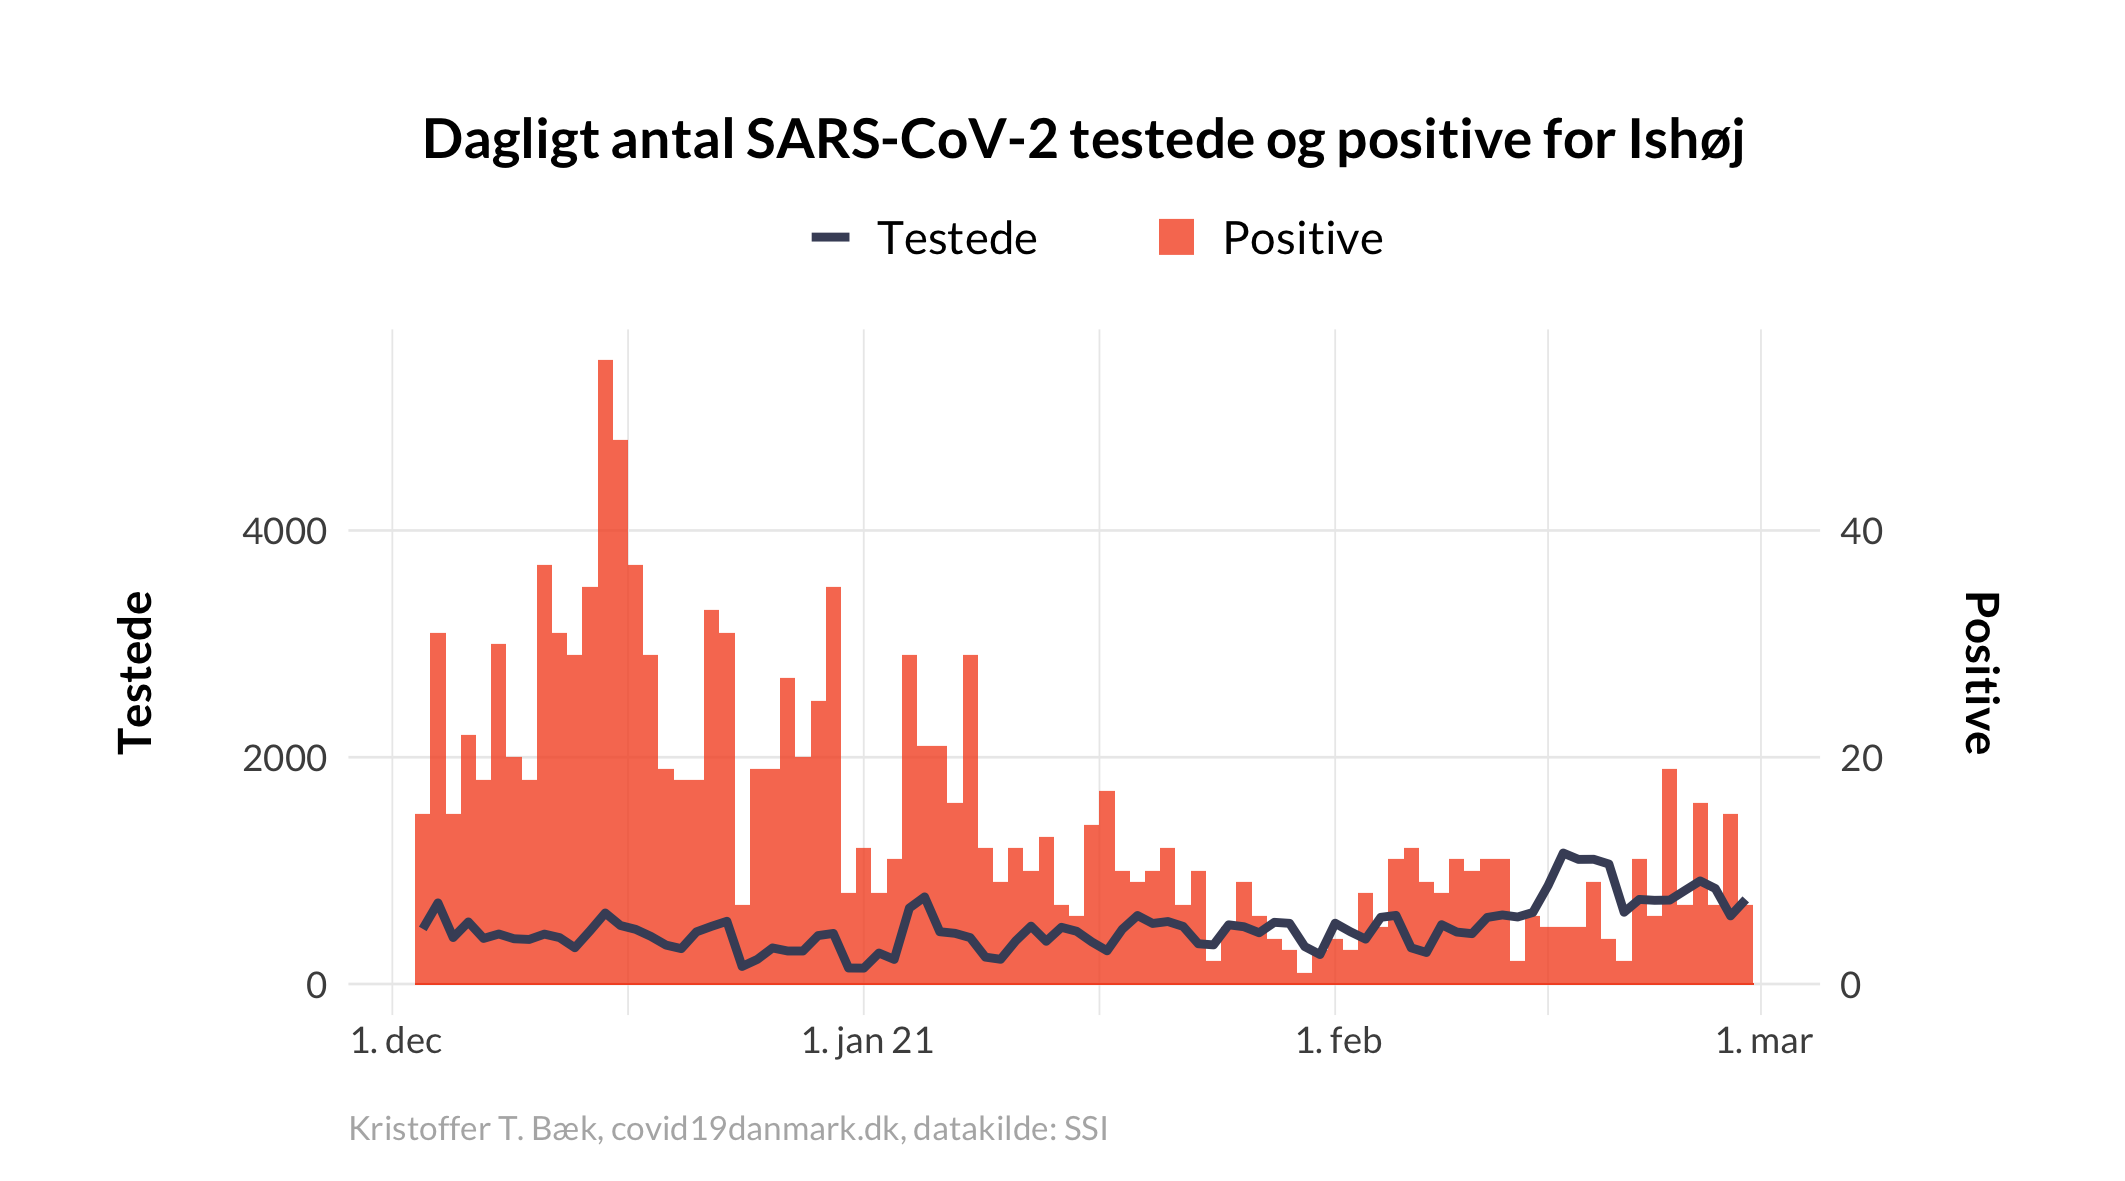 Dagligt antal SARS-CoV-2 testede og positive for Ishøj
Testede
Positive
4000
2000
0
Testede
40
20
0
Positive
1. dec
1. jan 21
1. feb
1. mar
Kristoffer T. Bæk, covid19danmark.dk, datakilde: SSI